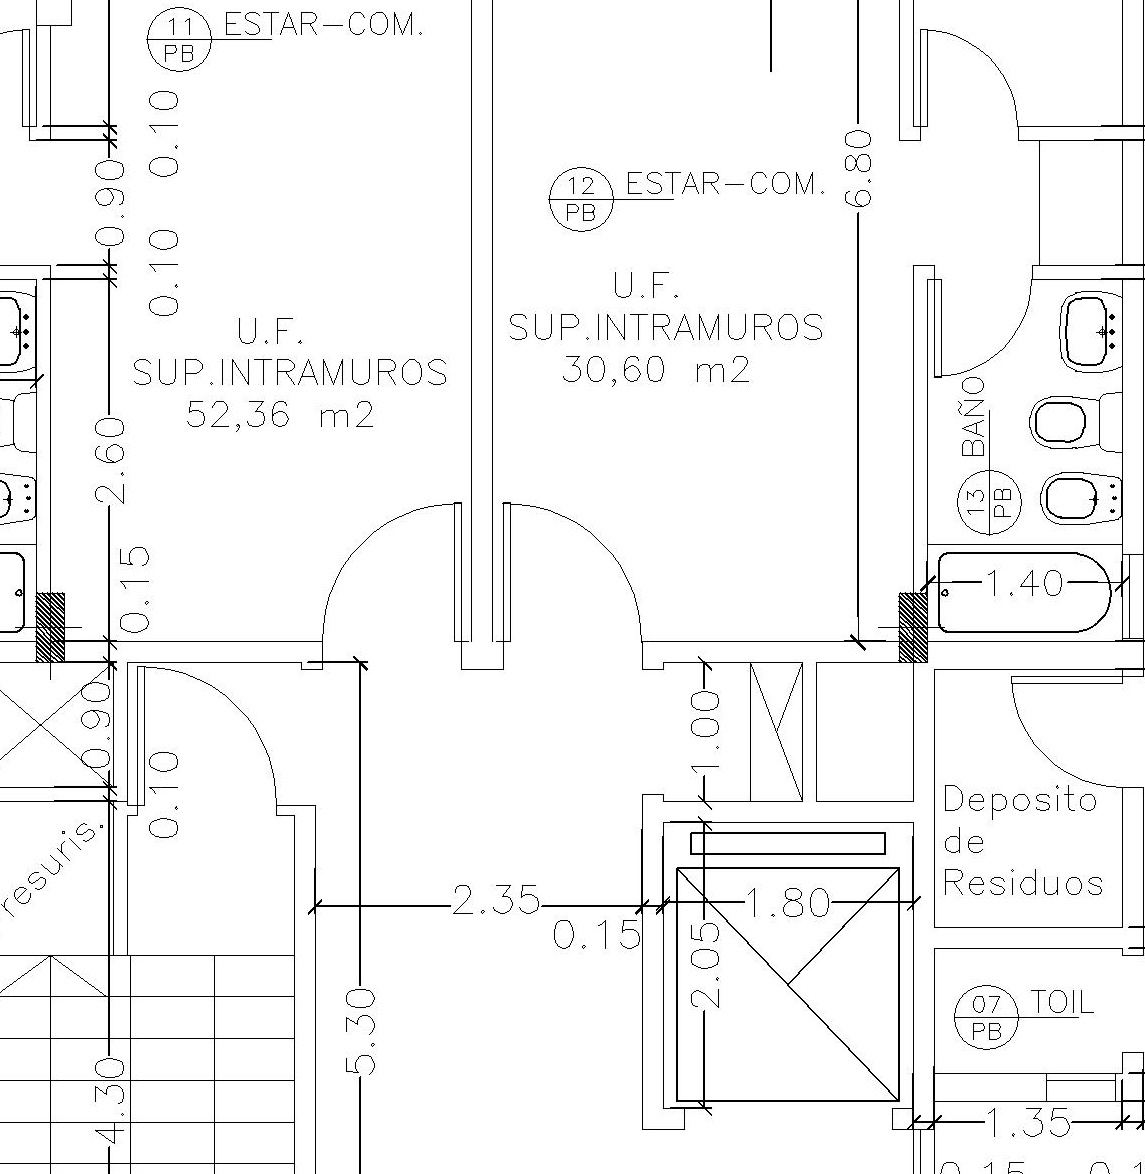 11
PB
ESTAR-COM.
0.10
0.90
0.10
6.80
12
PB
ESTAR-COM.
U.F.
SUP.INTRAMUROS
52,36 m2
U.F.
SUP.INTRAMUROS
30,60 m2
BAÑO
13
PB
2.60
0.15
1.40
0.90
0.10
1.00
resuris.
Deposito
de
Residuos
2.35
0.15
1.80
2.05
5.30
07
PB
TOIL
4.30
1.35
0.15